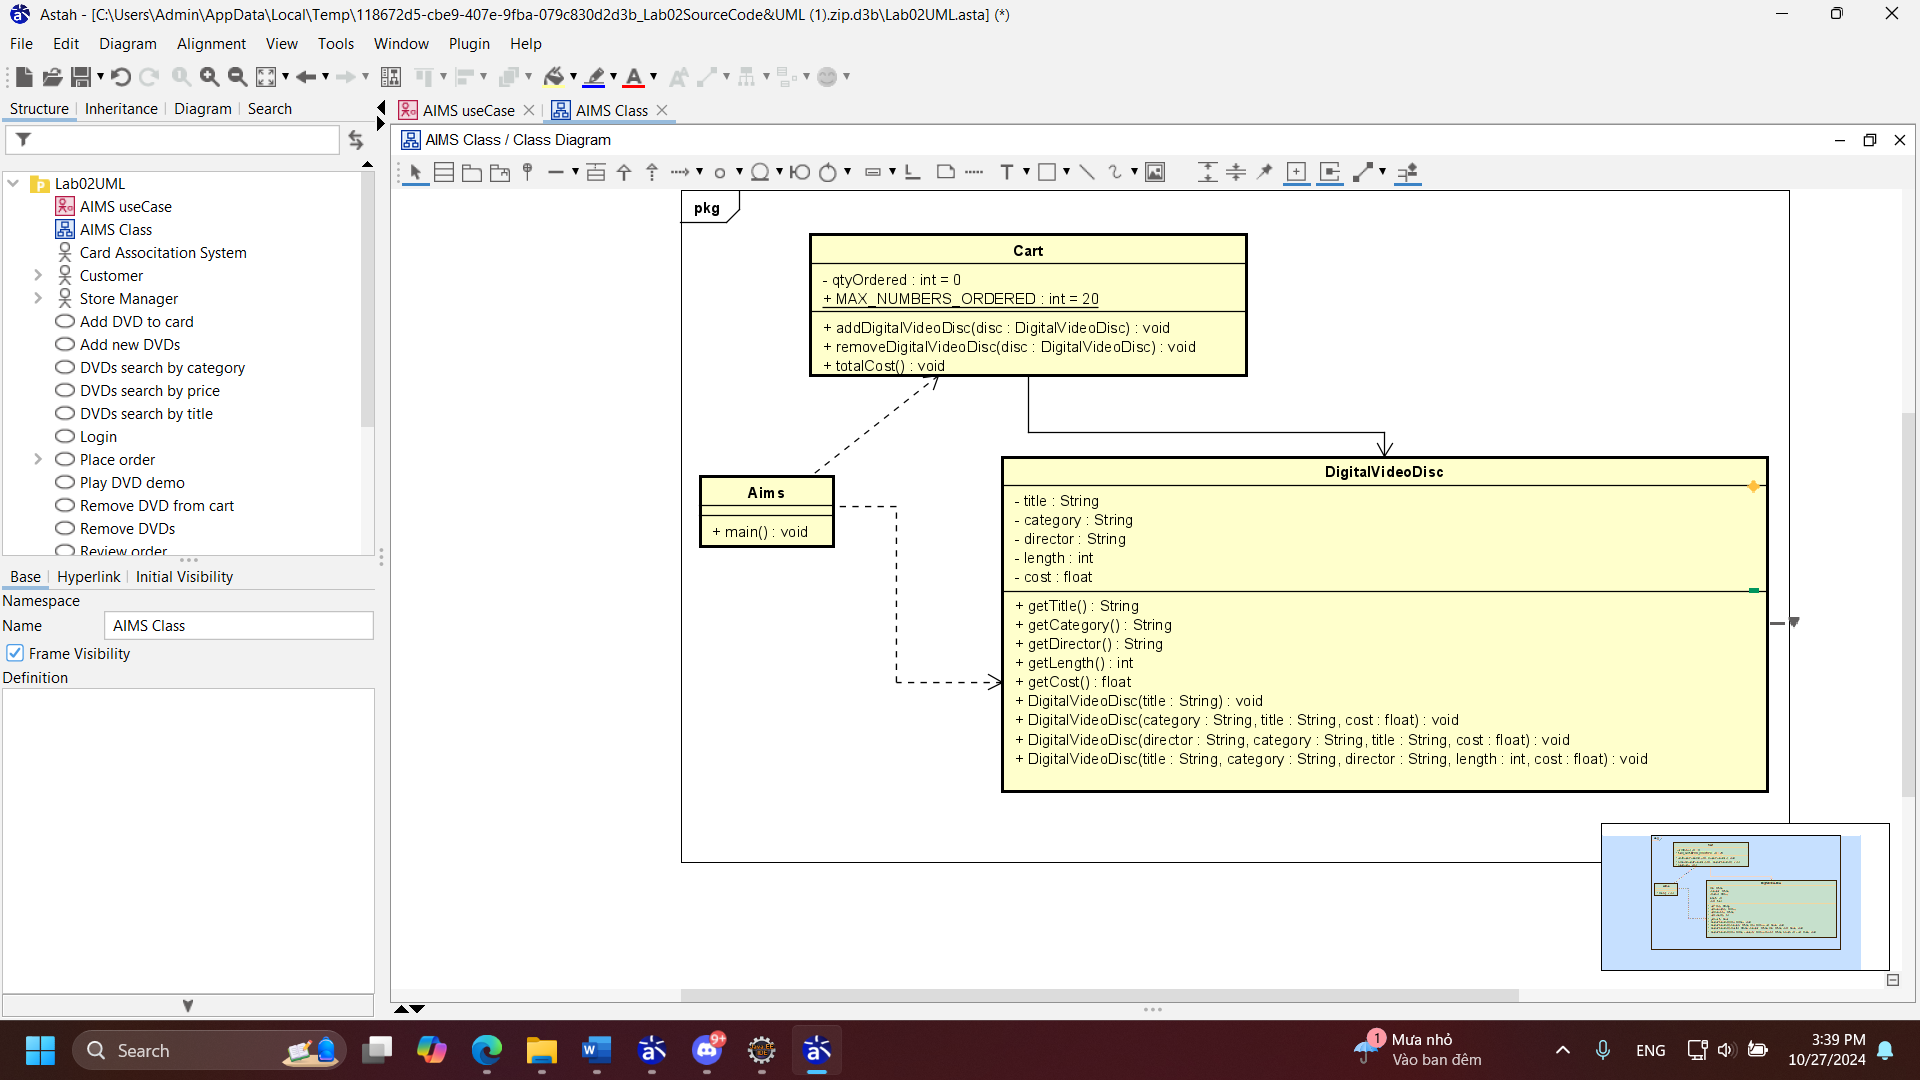 Astah - [C:\Users\Admin\AppData\Local\Temp\118672d5-cbe9-407e-9fba-079c830d2d3b_Lab02SourceCode&UML (1).zip.d3b\Lab02UML.asta] (*)
File Edit Diagram Alignment View Tools Window Plugin Help
Structure Inheritance Diagram Search
AIMS useCase
AIMS Class
AIMS Class / Class Diagram
Lab02UML
AIMS useCase
AIMS Class
Card Associtation System
Customer
Store Manager
Add DVD to card
Add new DVDs
DVDs search by category
DVDs search by price
DVDs search by title
Login
Place order
Play DVD demo
Remove DVD from cart
Remove DVDs
Review order
Base Hyperlink Initial Visibility
Namespace
Name AIMS Class
Frame Visibility
Definition
pkg
Cart
- qtyOrdered : int = 0
+ MAX_NUMBERS_ORDERED : int = 20
+ addDigitalVideoDisc(disc : DigitalVideoDisc) : void
+ removeDigitalVideoDisc(disc : DigitalVideoDisc) : void
+ totalCost() : void
Aims
+ main() : void
DigitalVideoDisc
- title : String
- category : String
- director : String
- length : int
- cost : float
+ getTitle() : String
+ getCategory() : String
+ getDirector() : String
+ getLength() : int
+ getCost() : float
+ DigitalVideoDisc(title : String) : void
+ DigitalVideoDisc(category : String, title : String, cost : float) : void
+ DigitalVideoDisc(director : String, category : String, title : String, cost : float) : void
+ DigitalVideoDisc(title : String, category : String, director : String, length : int, cost : float) : void
Search
9+
1
Mưa nhỏ
Vào ban đêm
ENG
3:39 PM
10/27/2024